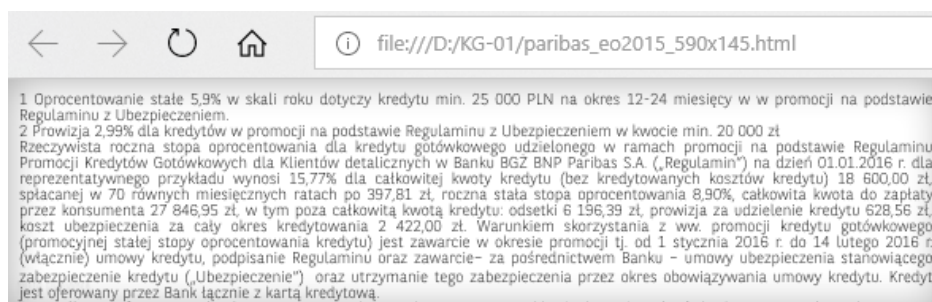 file:///D:/KG-01/paribas_eo2015_590x145.html
1 Oprocentowanie stałe 5,9% w skali roku dotyczy kredytu min. 25 000 PLN na okres 12-24 miesięcy w w promocji na podstawie
Regulaminu z Ubezpieczeniem.
2 Prowizja 2,99% dla kredytów w promocji na podstawie Regulaminu z Ubezpieczeniem w kwocie min. 20 000 zł
Rzeczywista roczna stopa oprocentowania dla kredytu gotówkowego udzielonego w ramach promocji na podstawie Regulaminu
Promocji Kredytów Gotówkowych dla Klientów detalicznych w Banku BGŻ BNP Paribas S.A. („Regulamin") na dzień 01.01.2016 r. dla
reprezentatywnego przykładu wynosi 15,77% dla całkowitej kwoty kredytu (bez kredytowanych kosztów kredytu) 18 600,00 zł,
spłacanej w 70 równych miesięcznych ratach po 397,81 zł, roczna stała stopa oprocentowania 8,90%, całkowita kwota do zapłaty
przez konsumenta 27 846,95 zł, w tym poza całkowitą kwotą kredytu: odsetki 6 196,39 zł, prowizja za udzielenie kredytu 628,56 zł,
koszt ubezpieczenia za cały okres kredytowania 2 422,00 zł. Warunkiem skorzystania z ww. promocji kredytu gotówkowego
(promocyjnej stałej stopy oprocentowania kredytu) jest zawarcie w okresie promocji tj. od 1 stycznia 2016 r. do 14 lutego 2016 r
(włącznie) umowy kredytu, podpisanie Regulaminu oraz zawarcie– za pośrednictwem Banku – umowy ubezpieczenia stanowiącego
zabezpieczenie kredytu („Ubezpieczenie") oraz utrzymanie tego zabezpieczenia przez okres obowiązywania umowy kredytu. Kredyt
jest oferowany przez Bank łącznie z kartą kredytową.